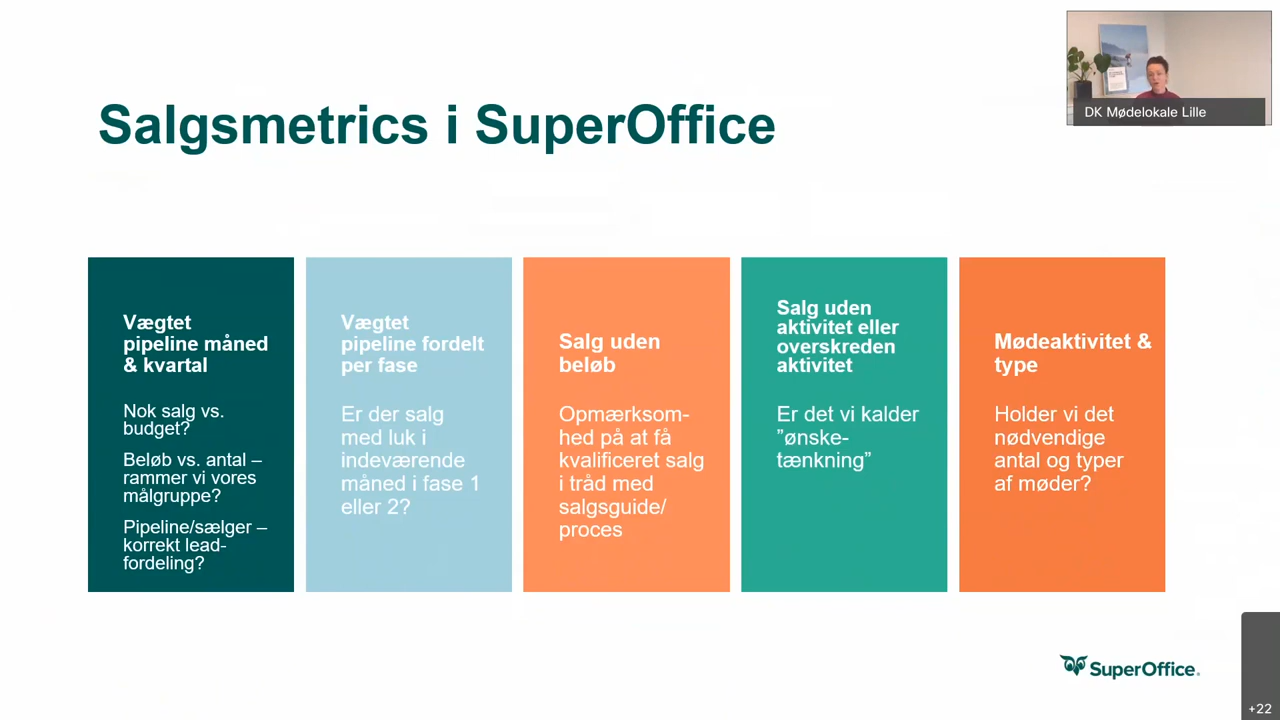 DK Mødelokale Lille
Salgsmetrics i SuperOffice
Vægtet
pipeline måned
& kvartal
Nok salg vs.
budget?
Beløb vs. antal –
rammer vi vores
målgruppe?
Pipeline/sælger –
korrekt lead-
fordeling?
Vægtet
pipeline fordelt
per fase
Er der salg
med luk i
indeværende
måned i fase 1
eller 2?
Salg uden
beløb
Opmærksom-
hed på at få
kvalificeret salg
i tråd med
salgsguide/
proces
Salg uden
aktivitet eller
overskreden
aktivitet
Er det vi kalder
”ønske-
tænkning”
Mødeaktivitet &
type
Holder vi det
nødvendige
antal og typer
af møder?
SuperOffice
+22